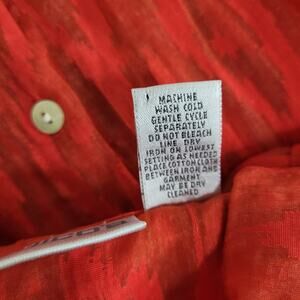 MACHINE
WASH COLD
GENTLE CYCLE
SEPARATELY
DO NOT BLEACH
LINE DRY
IRON ON LOWEST
SETTING AS NEEDED
PLACE COTTON CLOTH
BETWEEN IRON AND
GARMENT
MAY BE DRY
CLEANED